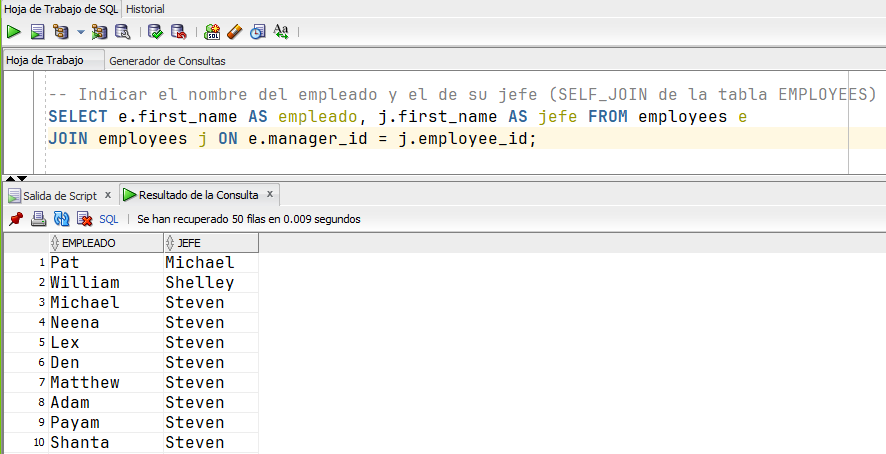 Hoja de Trabajo de SQL Historial
SQL Aa
Hoja de Trabajo Generador de Consultas
-- Indicar el nombre del empleado y el de su jefe (SELF_JOIN de la tabla EMPLOYEES)
SELECT e.first_name AS empleado, j.first_name AS jefe FROM employees e
JOIN employees j ON e.manager_id = j.employee_id;
Salida de Script x Resultado de la Consulta x
SQL | Se han recuperado 50 filas en 0.009 segundos
EMPLEADO JEFE
1 Pat Michael
2 William Shelley
3 Michael Steven
4 Neena Steven
5 Lex Steven
6 Den Steven
7 Matthew Steven
8 Adam Steven
9 Payam Steven
10 Shanta Steven